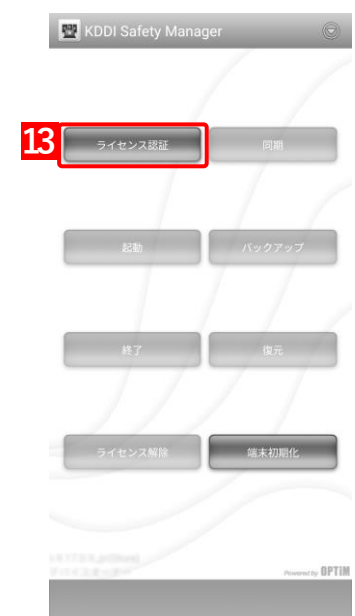 KDDI Safety Manager
13
ライセンス認証
同期
起動
バックアップ
終了
復元
ライセンス解除
端末初期化
Powered by OPTiM